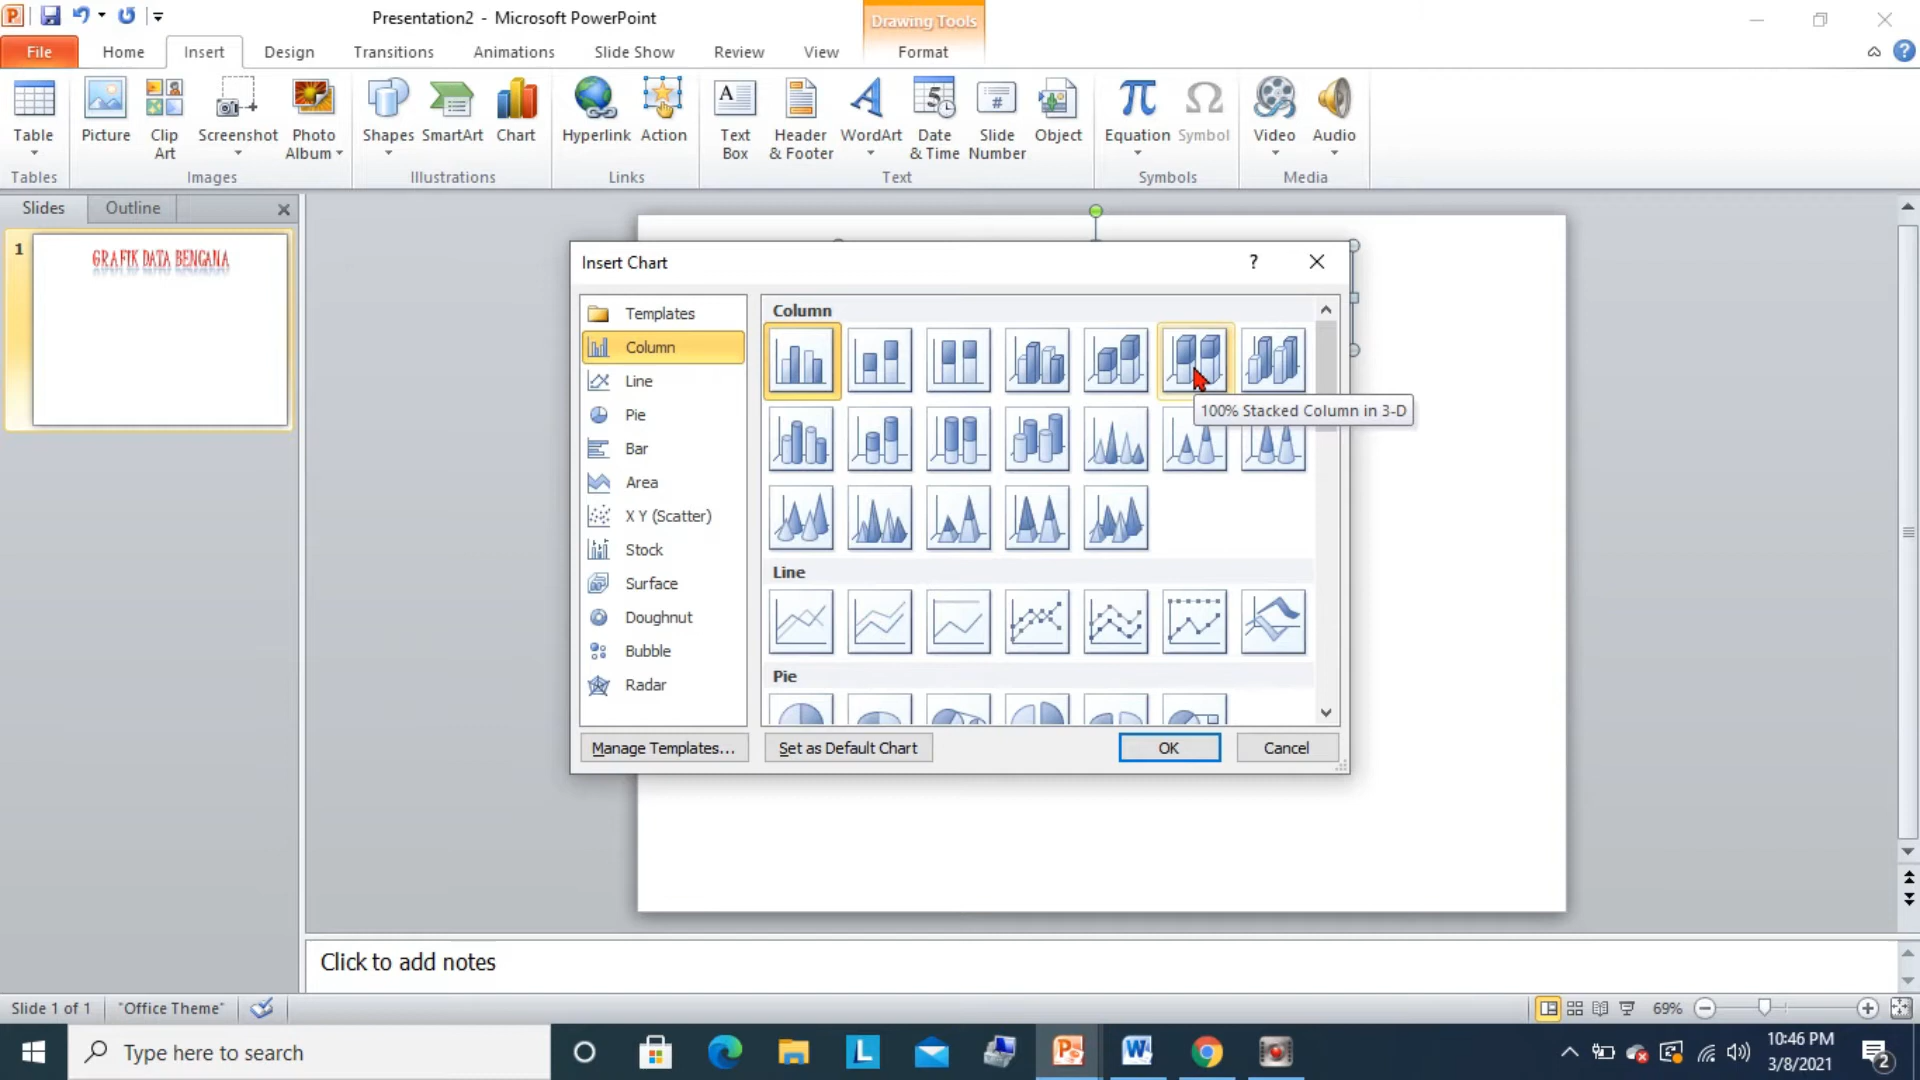 Presentation2 - Microsoft PowerPoint
Drawing Tools
File
Home
Insert
Design
Transitions
Animations
Slide Show
Review
View
Format
Table
Picture
Clip
Art
Screenshot
Photo
Album
Shapes
SmartArt
Chart
Hyperlink
Action
Text
Box
Header
& Footer
WordArt
Date
& Time
Slide
Number
Object
Equation
Symbol
Video
Audio
Tables
Images
Illustrations
Links
Text
Symbols
Media
Slides
Outline
1
GRAFIK DATA BENCANA
Insert Chart
Templates
Column
Line
Pie
Bar
Area
X Y (Scatter)
Stock
Surface
Doughnut
Bubble
Radar
Column
100% Stacked Column in 3-D
Line
Pie
Manage Templates...
Set as Default Chart
OK
Cancel
Click to add notes
Slide 1 of 1
"Office Theme"
69%
Type here to search
10:46 PM
3/8/2021
2